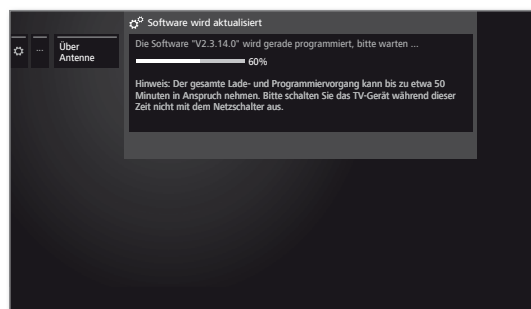 Software wird aktualisiert
...
Über
Antenne
Die Software "V2.3.14.0" wird gerade programmiert, bitte warten ...
60%
Hinweis: Der gesamte Lade- und Programmiervorgang kann bis zu etwa 50
Minuten in Anspruch nehmen. Bitte schalten Sie das TV-Gerät während dieser
Zeit nicht mit dem Netzschalter aus.